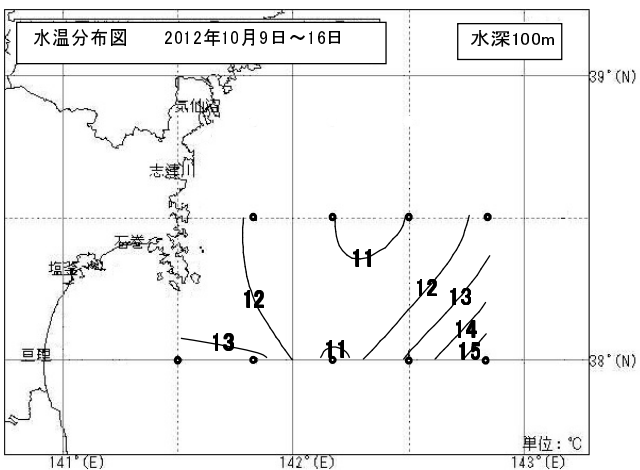 水温分布図 2012年10月9日～16日
水深100m
39°(N)
気仙沼
志津川
石巻
塩釜
11
12
12
13
14
13
11
15
亘理
38°(N)
単位：℃
141°(E)
142°(E)
143°(E)